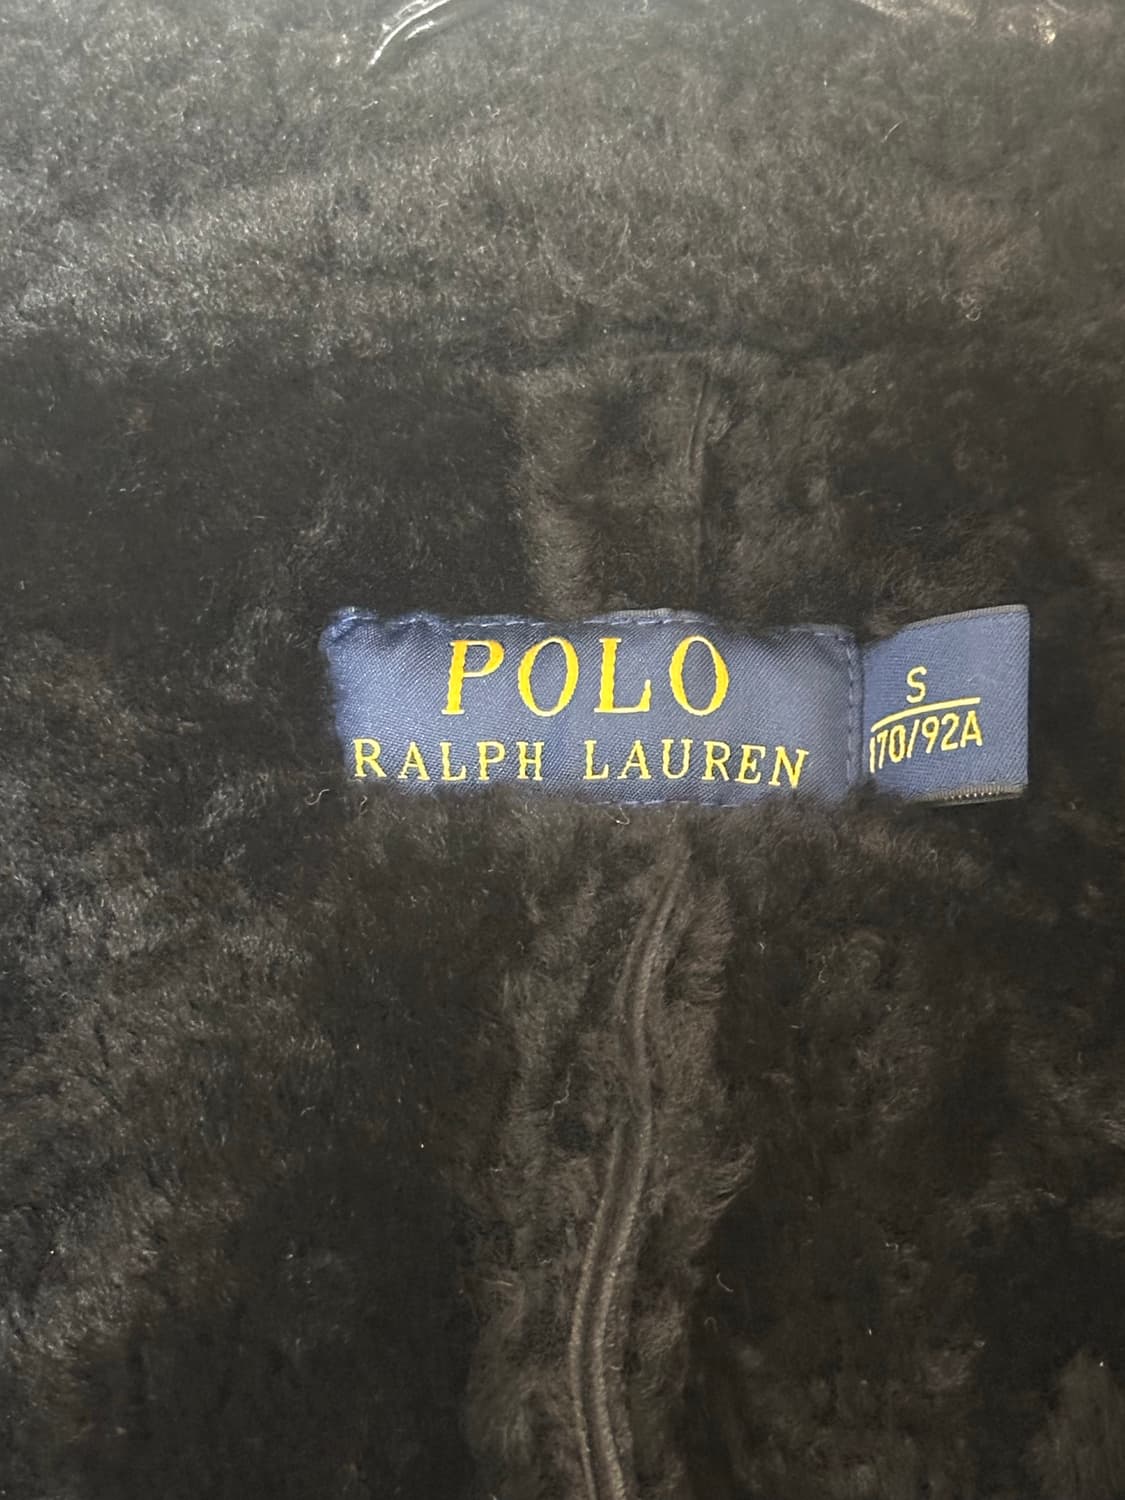 POLO
RALPH LAUREN
S
170/92A